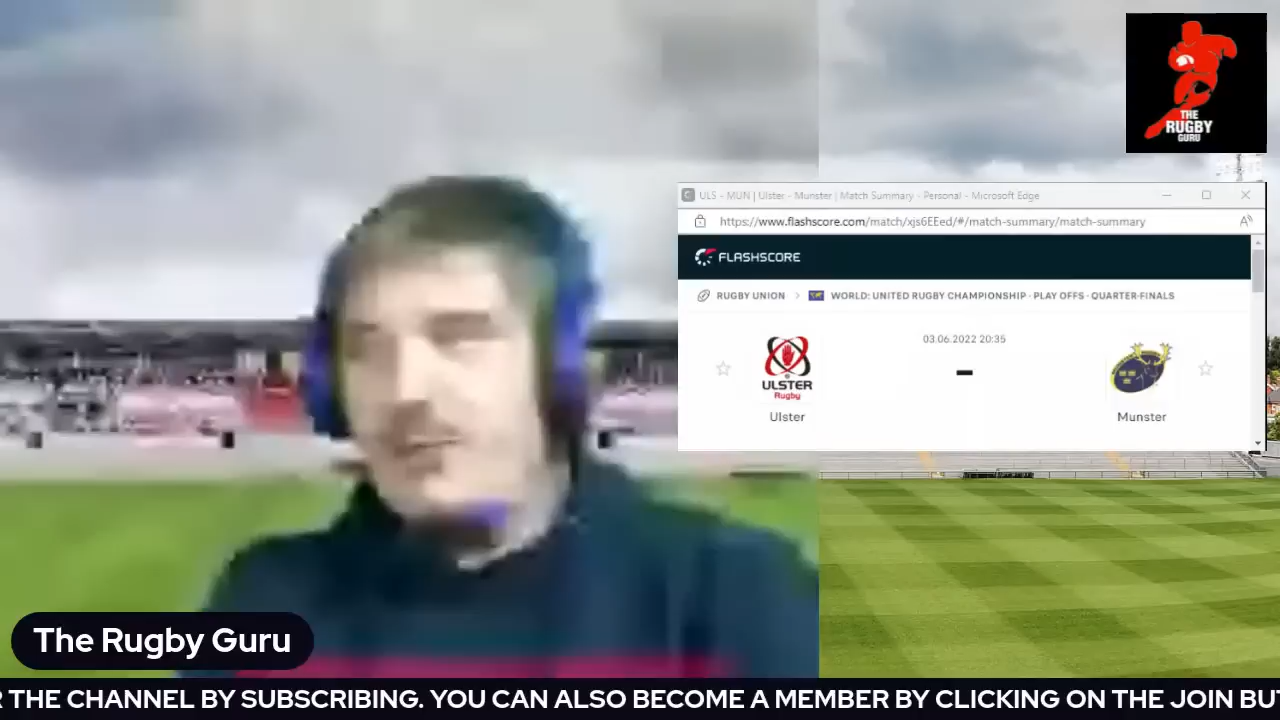 THE
RUGBY
GURU
ULS - MUN | Ulster - Munster | Match Summary - Personal - Microsoft Edge
https://www.flashscore.com/match/xjs6EEed/#/match-summary/match-summary
FLASHSCORE
RUGBY UNION > WORLD: UNITED RUGBY CHAMPIONSHIP - PLAY OFFS - QUARTER-FINALS
03.06.2022 20:35
-
ULSTER
Rugby
Ulster
Munster
The Rugby Guru
R THE CHANNEL BY SUBSCRIBING. YOU CAN ALSO BECOME A MEMBER BY CLICKING ON THE JOIN BU